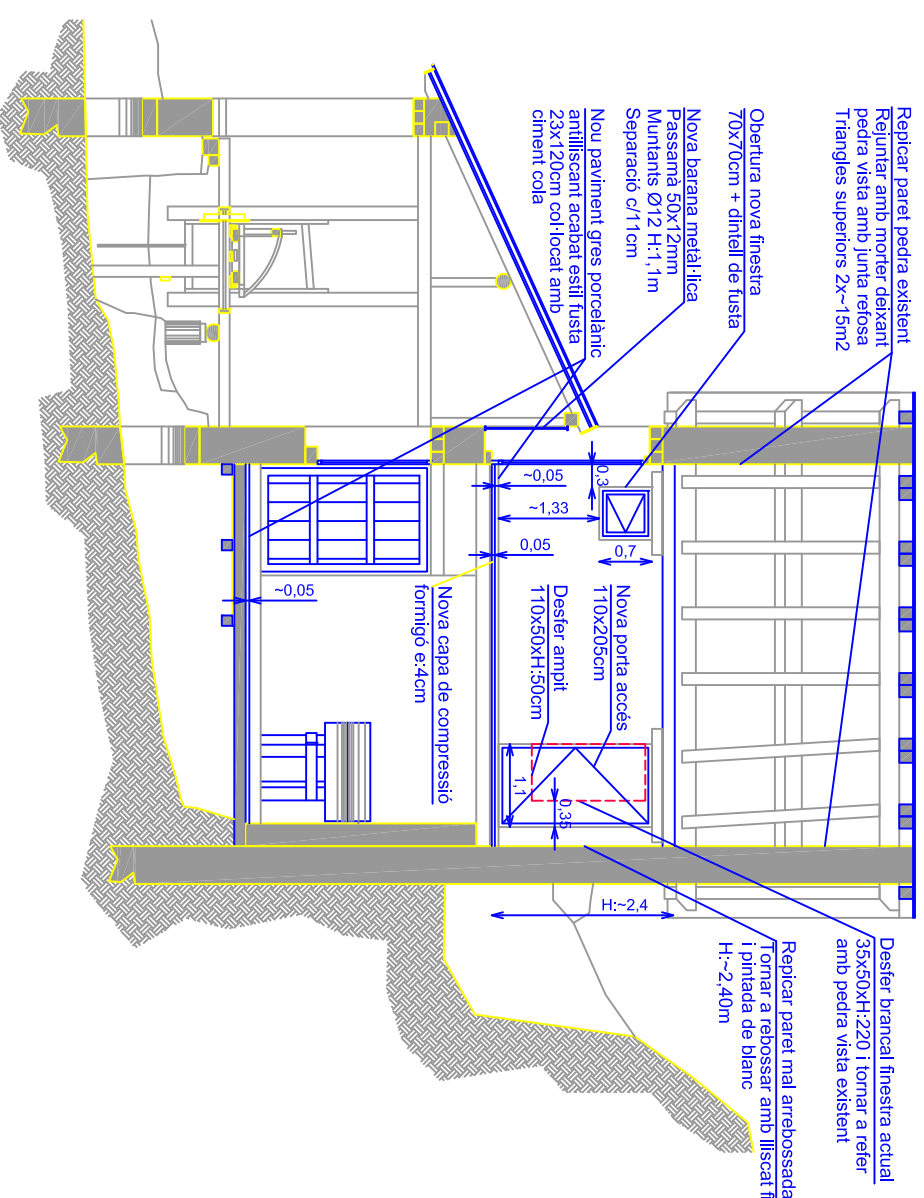 Repicar paret pedra existent
Rejuntar amb morter deixant
pedra vista amb junta refosa
Triangles superiors 2x~15m2
Obertura nova finestra
70x70cm + dintell de fusta
Nova barana metàl·lica
Passamà 50x12mm
Muntants Ø12 H:1,1m
Separació c/11cm
Nou paviment gres porcelànic
antilliscant acabat estil fusta
23x120cm col·locat amb
ciment cola
0,3
~0,05
~1,33
0,7
0,05
~0,05
Nova porta accés
110x205cm
Desfer ampit
110x50xH:50cm
Nova capa de compressió
formigó e:4cm
1,1
0,35
H:~2,4
Desfer brancal finestra actual
35x50xH:220 i tornar a refer
amb pedra vista existent
Repicar paret mal arrebossada
Tornar a rebossar amb lliscat f
i pintada de blanc
H:~2,40m